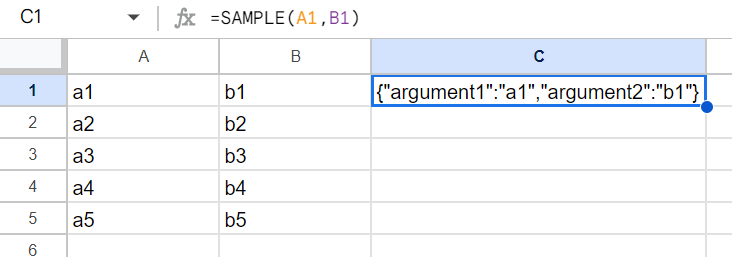 C1 fx =SAMPLE(A1,B1)
A B C
1 a1 b1 {"argument1":"a1","argument2":"b1"}
2 a2 b2
3 a3 b3
4 a4 b4
5 a5 b5
6